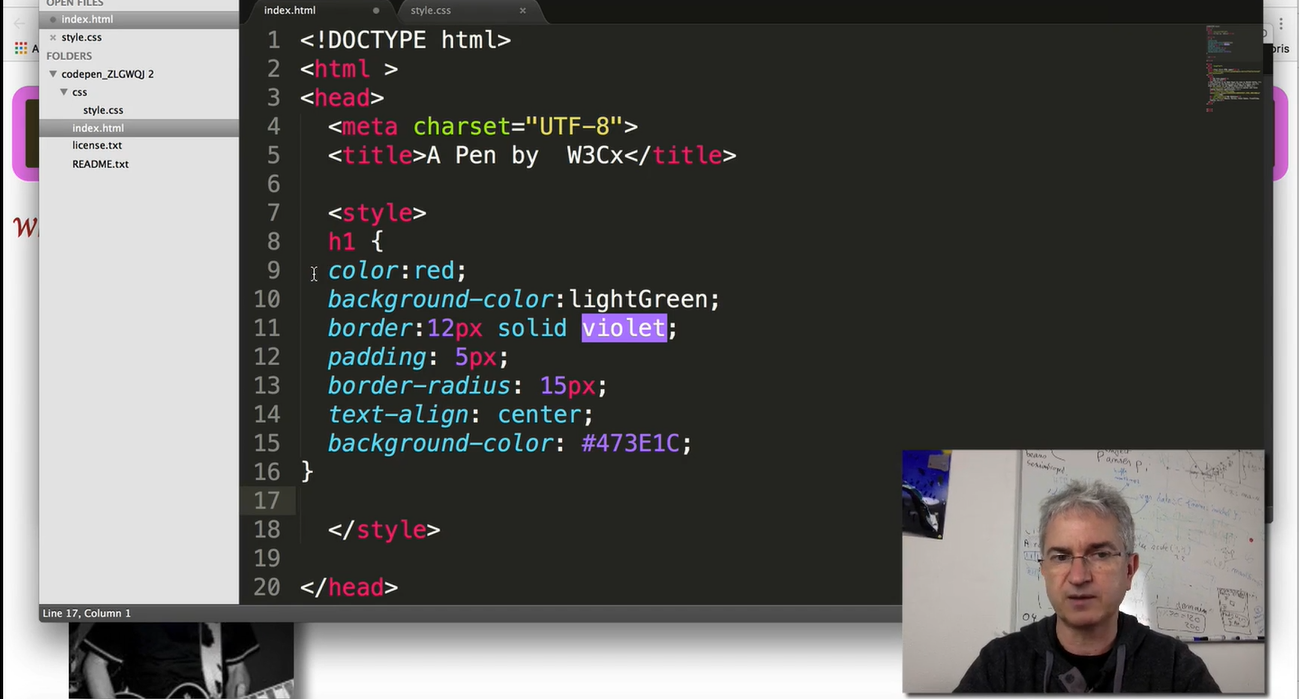 OPEN FILES
index.html
style.css
FOLDERS
codepen_ZLGWQJ 2
css
style.css
index.html
license.txt
README.txt
index.html
style.css
1 <!DOCTYPE html>
2 <html >
3 <head>
4 <meta charset="UTF-8">
5 <title>A Pen by  W3Cx</title>
6
7 <style>
8 h1 {
9 color:red;
10 background-color:lightGreen;
11 border:12px solid violet;
12 padding: 5px;
13 border-radius: 15px;
14 text-align: center;
15 background-color: #473E1C;
16 }
17
18 </style>
19
20 </head>
Line 17, Column 1